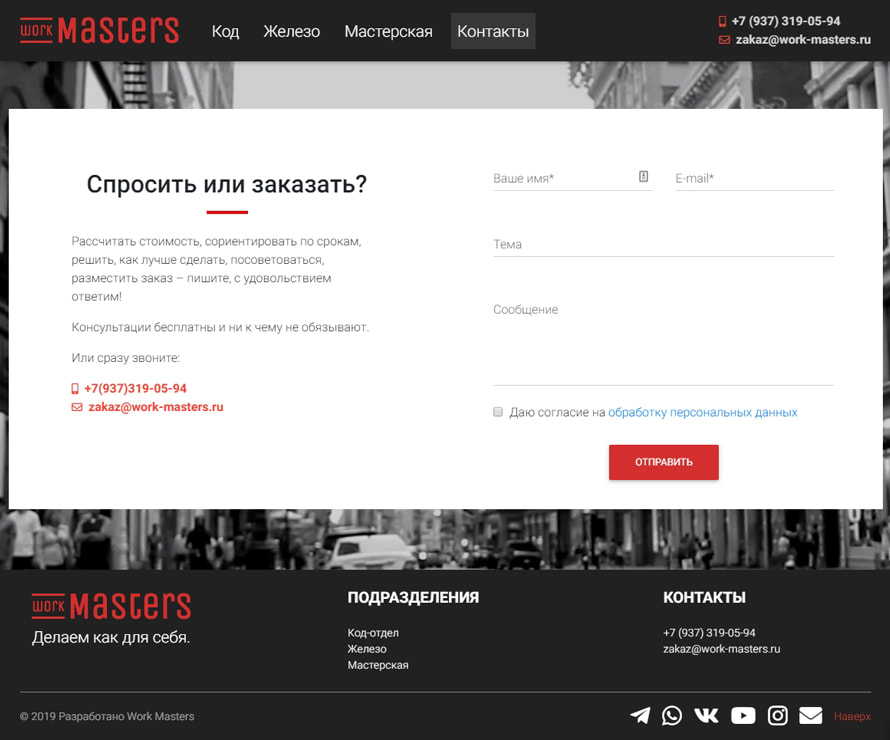 work Masters
Код Железо Мастерская Контакты
+7 (937) 319-05-94
zakaz@work-masters.ru
Спросить или заказать?
Рассчитать стоимость, сориентировать по срокам,
решить, как лучше сделать, посоветоваться,
разместить заказ – пишите, с удовольствием
ответим!
Консультации бесплатны и ни к чему не обязывают.
Или сразу звоните:
+7(937)319-05-94
zakaz@work-masters.ru
Ваше имя* E-mail*
Тема
Сообщение
Даю согласие на обработку персональных данных
ОТПРАВИТЬ
work Masters
Делаем как для себя.
ПОДРАЗДЕЛЕНИЯ
Код-отдел
Железо
Мастерская
КОНТАКТЫ
+7 (937) 319-05-94
zakaz@work-masters.ru
© 2019 Разработано Work Masters
Наверх